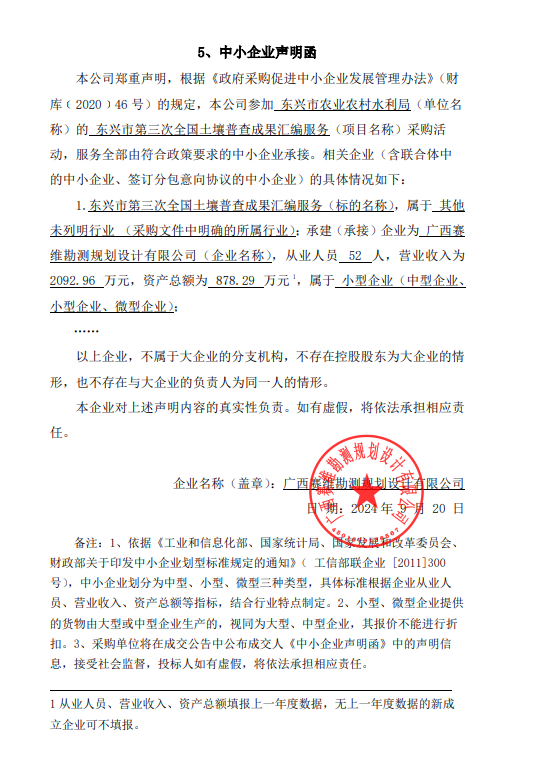 5、中小企业声明函
本公司郑重声明，根据《政府采购促进中小企业发展管理办法》（财
库﹝2020﹞46 号）的规定，本公司参加 东兴市农业农村水利局（单位名
称）的 东兴市第三次全国土壤普查成果汇编服务（项目名称）采购活
动，服务全部由符合政策要求的中小企业承接。相关企业（含联合体中
的中小企业、签订分包意向协议的中小企业）的具体情况如下：
1.东兴市第三次全国土壤普查成果汇编服务（标的名称），属于 其他
未列明行业 （采购文件中明确的所属行业）；承建（承接）企业为 广西赛
维勘测规划设计有限公司（企业名称），从业人员 52 人，营业收入为
2092.96 万元，资产总额为 878.29 万元1，属于 小型企业（中型企业、
小型企业、微型企业）；
……
以上企业，不属于大企业的分支机构，不存在控股股东为大企业的情
形，也不存在与大企业的负责人为同一人的情形。
本企业对上述声明内容的真实性负责。如有虚假，将依法承担相应责
任。
企业名称（盖章）：广西赛维勘测规划设计有限公司
日 期：2024 年 9 月 20 日
广西赛维勘测规划设计有限公司
备注：1、依据《工业和信息化部、国家统计局、国家发展和改革委员会、
财政部关于印发中小企业划型标准规定的通知》（ 工信部联企业 [2011]300
号），中小企业划分为中型、小型、微型三种类型，具体标准根据企业从业人
员、营业收入、资产总额等指标，结合行业特点制定。2、小型、微型企业提供
的货物由大型或中型企业生产的，视同为大型、中型企业，其报价不能进行折
扣。3、采购单位将在成交公告中公布成交人《中小企业声明函》中的声明信
息，接受社会监督，投标人如有虚假，将依法承担相应责任。
1 从业人员、营业收入、资产总额填报上一年度数据，无上一年度数据的新成
立企业可不填报。